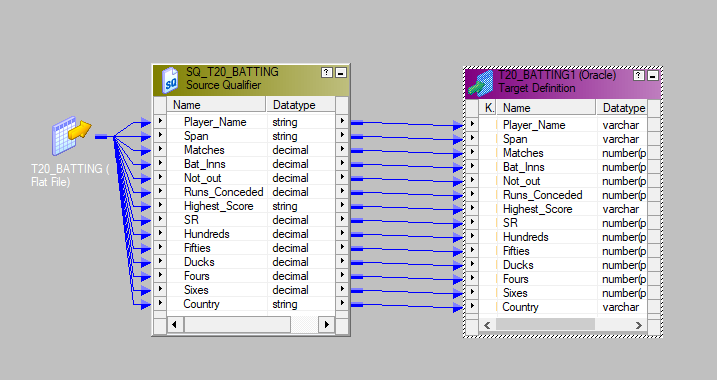 T20_BATTING (
Flat File)
SQ_T20_BATTING
Source Qualifier
Name Datatype
Player_Name string
Span string
Matches decimal
Bat_Inns decimal
Not_out decimal
Runs_Conceded decimal
Highest_Score string
SR decimal
Hundreds decimal
Fifties decimal
Ducks decimal
Fours decimal
Sixes decimal
Country string
T20_BATTING1 (Oracle)
Target Definition
K. Name Datatype
Player_Name varchar
Span varchar
Matches number(p
Bat_Inns number(p
Not_out number(p
Runs_Conceded number(p
Highest_Score varchar
SR number(p
Hundreds number(p
Fifties number(p
Ducks number(p
Fours number(p
Sixes number(p
Country varchar